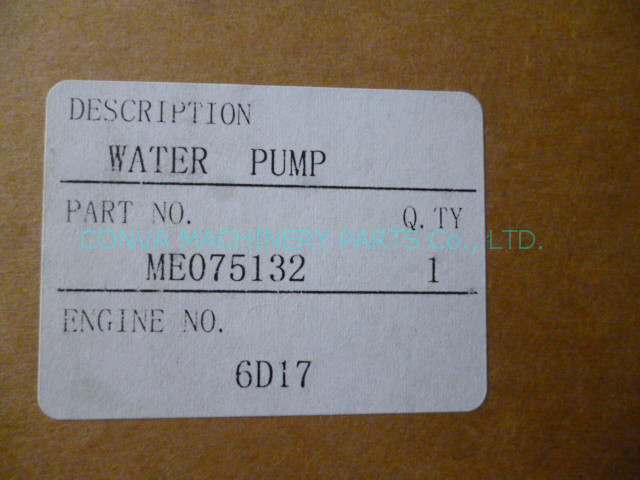 DESCRIPTION
WATER PUMP
PART NO. Q.TY
CONVA MACHINERY PARTS Co., LTD.
ME075132 1
ENGINE NO.
6D17